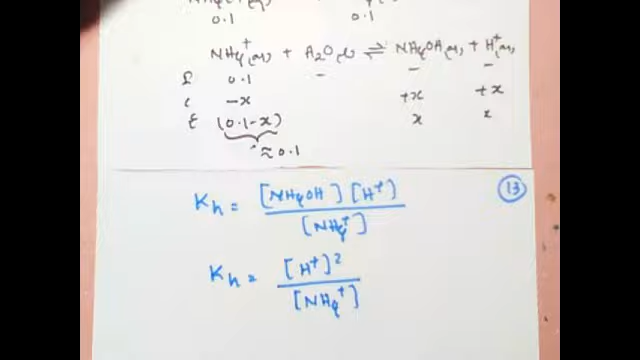 0.1 0.1
NH4+(aq) + H2O(l) ⇌ NH4OH(aq) + H+(aq)
I 0.1 - - -
C -x +x +x
E (0.1-x) x x
≈ 0.1
Kh = [NH4OH] [H+] / [NH4+]
13
Kh = [H+]2 / [NH4+]